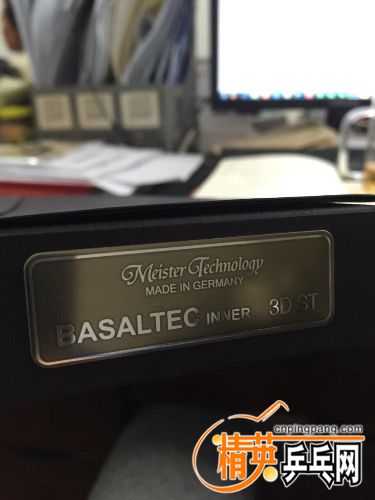 Meister Technology
MADE IN GERMANY
BASALTEC INNER 3D ST
cnpingpang.com
精英乒乓网